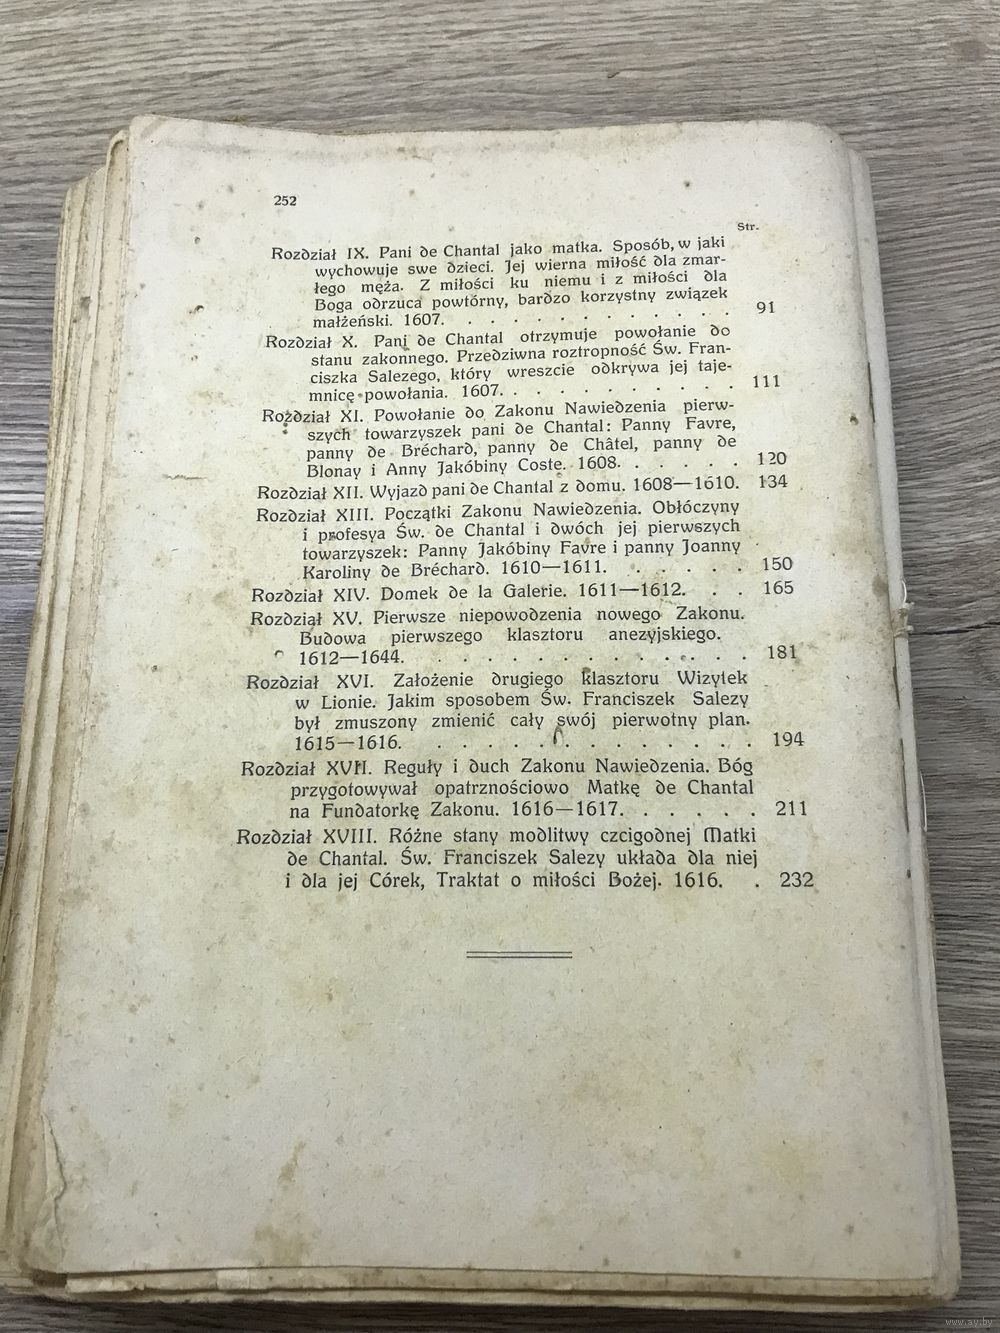 252
Str.
Rozdział IX. Pani de Chantal jako matka. Sposób, w jaki
wychowuje swe dzieci. Jej wierna miłość dla zmar-
łego męża. Z miłości ku niemu i z miłości dla
Boga odrzuca powtórny, bardzo korzystny związek
małżeński. 1607. . . . . . . . . . . . 91
Rozdział X. Pani de Chantal otrzymuje powołanie do
stanu zakonnego. Przedziwna roztropność Św. Fran-
ciszka Salezego, który wreszcie odkrywa jej taje-
mnicę powołania. 1607. . . . . . . . . . 111
Rozdział XI. Powołanie do Zakonu Nawiedzenia pierw-
szych towarzyszek pani de Chantal: Panny Favre,
panny de Bréchard, panny de Châtel, panny de
Blonay i Anny Jakóbiny Coste. 1608. . . . . . 120
Rozdział XII. Wyjazd pani de Chantal z domu. 1608—1610. 134
Rozdział XIII. Początki Zakonu Nawiedzenia. Obłóczyny
i profesya Św. de Chantal i dwóch jej pierwszych
towarzyszek: Panny Jakóbiny Favre i panny Joanny
Karoliny de Bréchard. 1610—1611. . . . . . . 150
Rozdział XIV. Domek de la Galerie. 1611—1612. . . 165
Rozdział XV. Pierwsze niepowodzenia nowego Zakonu.
Budowa pierwszego klasztoru anezyjskiego.
1612—1644. . . . . . . . . . . . . . 181
Rozdział XVI. Założenie drugiego klasztoru Wizytek
w Lionie. Jakim sposobem Św. Franciszek Salezy
był zmuszony zmienić cały swój pierwotny plan.
1615—1616. . . . . . . . . . . . . . 194
Rozdział XVII. Reguły i duch Zakonu Nawiedzenia. Bóg
przygotowywał opatrznościowo Matkę de Chantal
na Fundatorkę Zakonu. 1616—1617. . . . . . 211
Rozdział XVIII. Różne stany modlitwy czcigodnej Matki
de Chantal. Św. Franciszek Salezy układa dla niej
i dla jej Córek, Traktat o miłości Bożej. 1616. . 232
www.ay.by